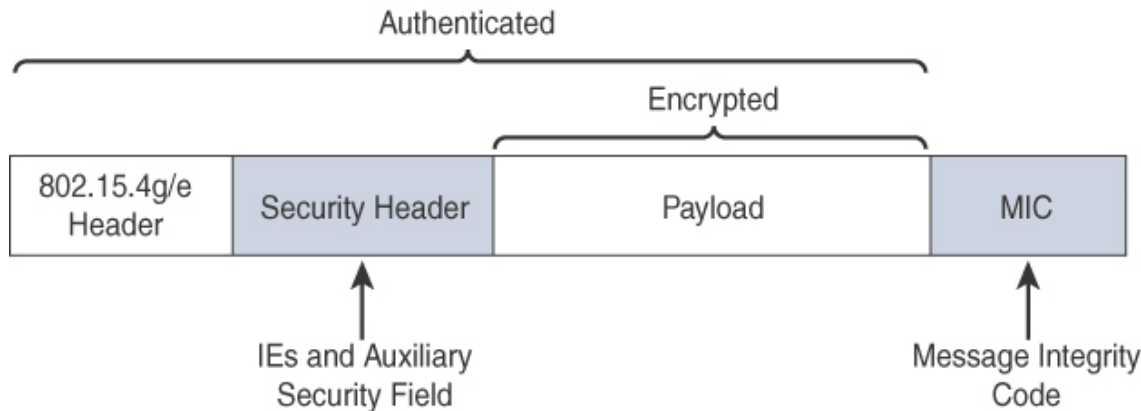 Authenticated
Encrypted
802.15.4g/e
Header
Security Header
Payload
MIC
IEs and Auxiliary
Security Field
Message Integrity
Code